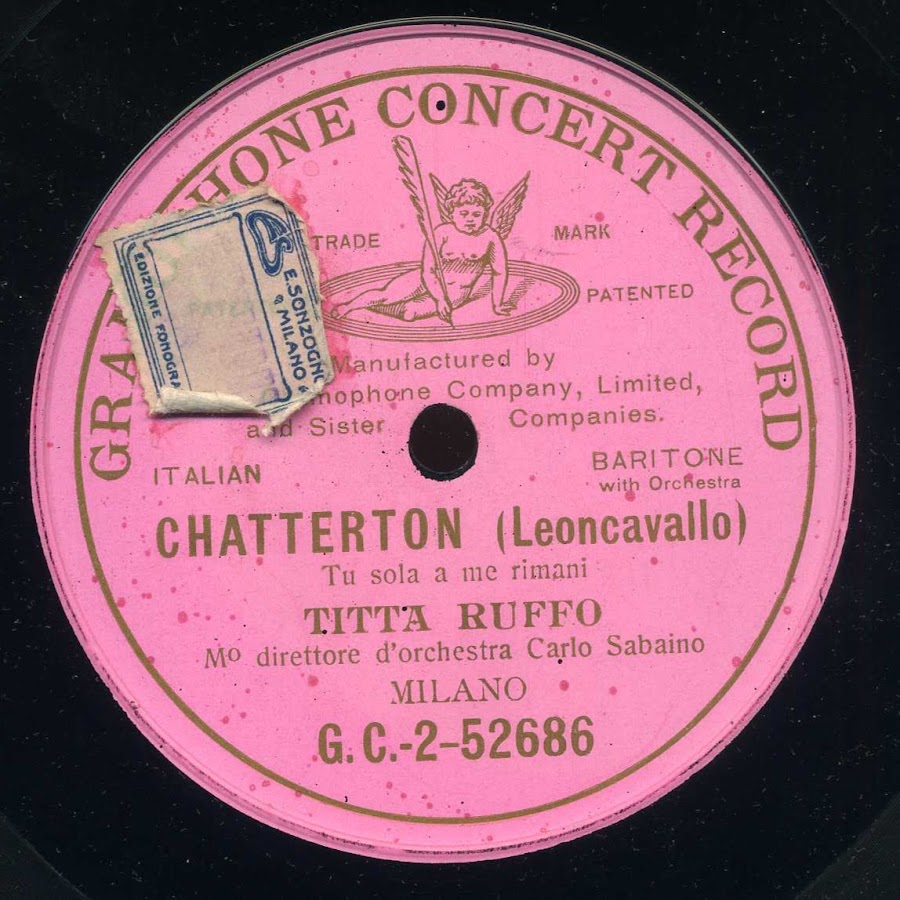 GRA HONE CONCERT RECORD
TRADE MARK
PATENTED
ES
E. SONZOGNO
MILANO
EDIZIONE FONOGRA
Manufactured by
mophone Company, Limited,
and Sister Companies.
ITALIAN
BARITONE
with Orchestra
CHATTERTON (Leoncavallo)
Tu sola a me rimani
TITTA RUFFO
Mo direttore d'orchestra Carlo Sabaino
MILANO
G. C.-2-52686